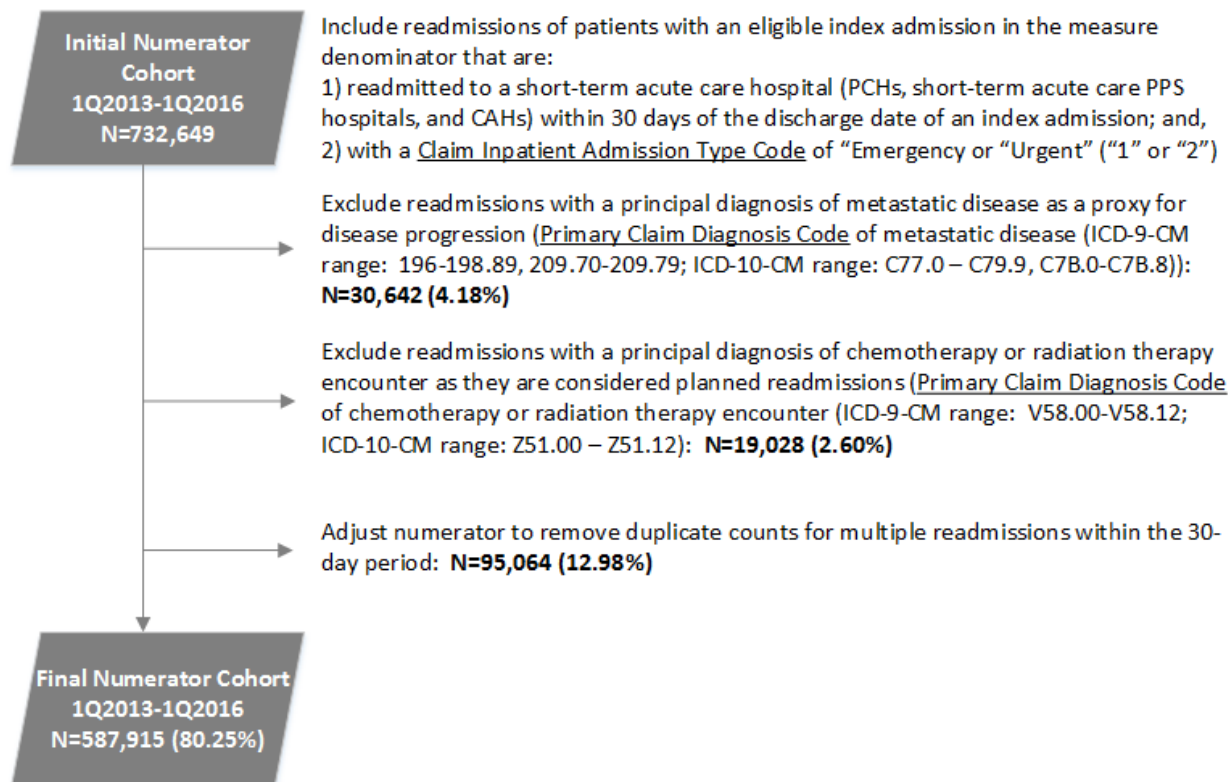 Initial Numerator
Cohort
1Q2013-1Q2016
N=732,649
Include readmissions of patients with an eligible index admission in the measure
denominator that are:
1) readmitted to a short-term acute care hospital (PCHs, short-term acute care PPS
hospitals, and CAHs) within 30 days of the discharge date of an index admission; and,
2) with a Claim Inpatient Admission Type Code of “Emergency or “Urgent” (“1” or “2”)
Exclude readmissions with a principal diagnosis of metastatic disease as a proxy for
disease progression (Primary Claim Diagnosis Code of metastatic disease (ICD-9-CM
range: 196-198.89, 209.70-209.79; ICD-10-CM range: C77.0 – C79.9, C7B.0-C7B.8)):
N=30,642 (4.18%)
Exclude readmissions with a principal diagnosis of chemotherapy or radiation therapy
encounter as they are considered planned readmissions (Primary Claim Diagnosis Code
of chemotherapy or radiation therapy encounter (ICD-9-CM range: V58.00-V58.12;
ICD-10-CM range: Z51.00 – Z51.12): N=19,028 (2.60%)
Adjust numerator to remove duplicate counts for multiple readmissions within the 30-
day period: N=95,064 (12.98%)
Final Numerator Cohort
1Q2013-1Q2016
N=587,915 (80.25%)